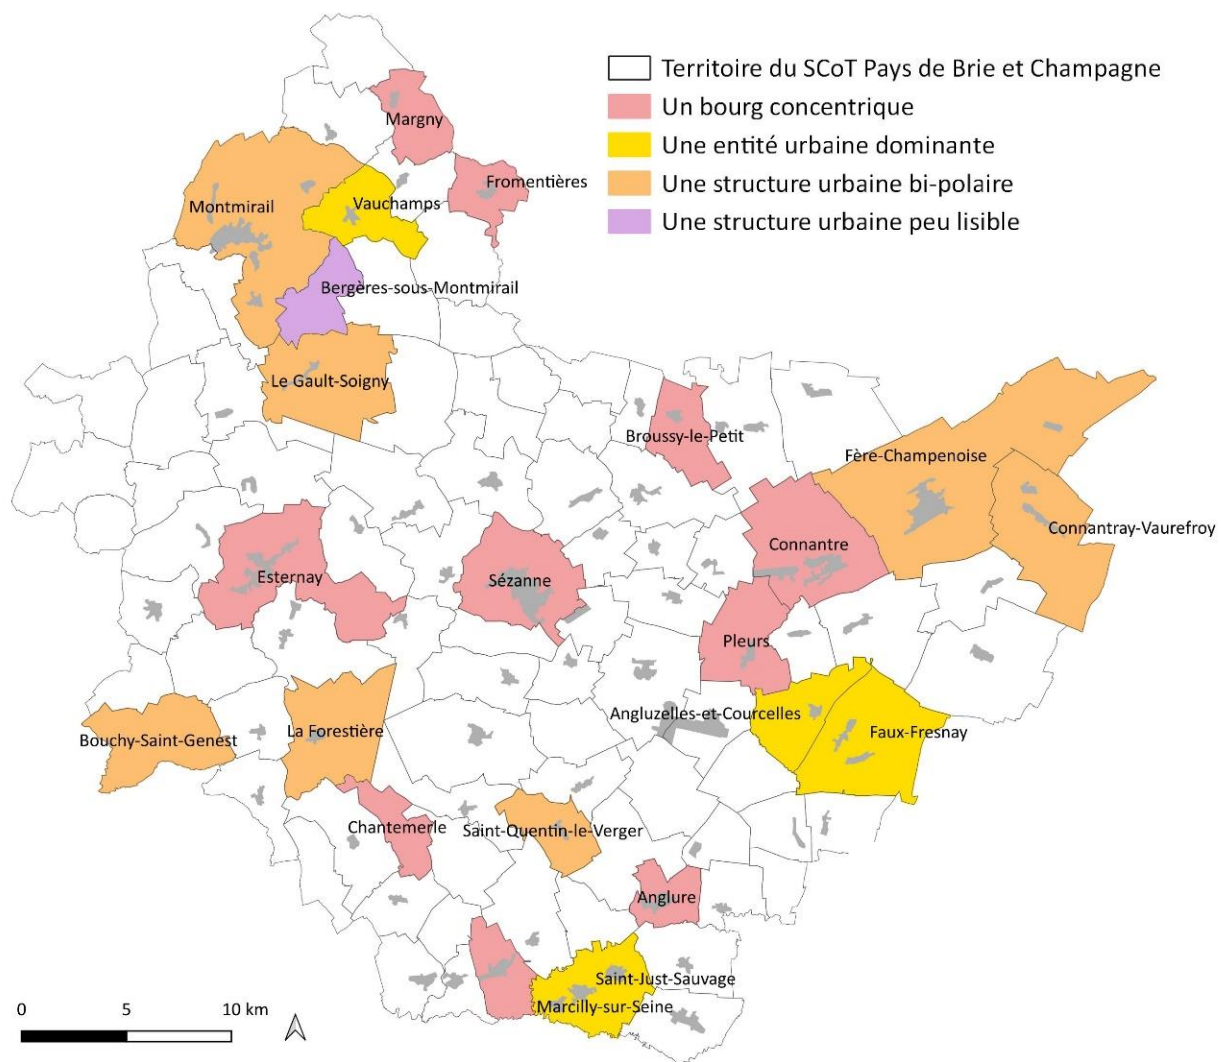 Territoire du SCoT Pays de Brie et Champagne
Un bourg concentrique
Une entité urbaine dominante
Une structure urbaine bi-polaire
Une structure urbaine peu lisible
Margny
Fromentières
Vauchamps
Montmirail
Bergères-sous-Montmirail
Le Gault-Soigny
Broussy-le-Petit
Fère-Champenoise
Connantray-Vaurefroy
Connantre
Esternay
Sézanne
Pleurs
Angluzelles-et-Courcelles
La Forestière
Faux-Fresnay
Bouchy-Saint-Genest
Chantemerle
Saint-Quentin-le-Verger
Anglure
Saint-Just-Sauvage
Marcilly-sur-Seine
0 5 10 km